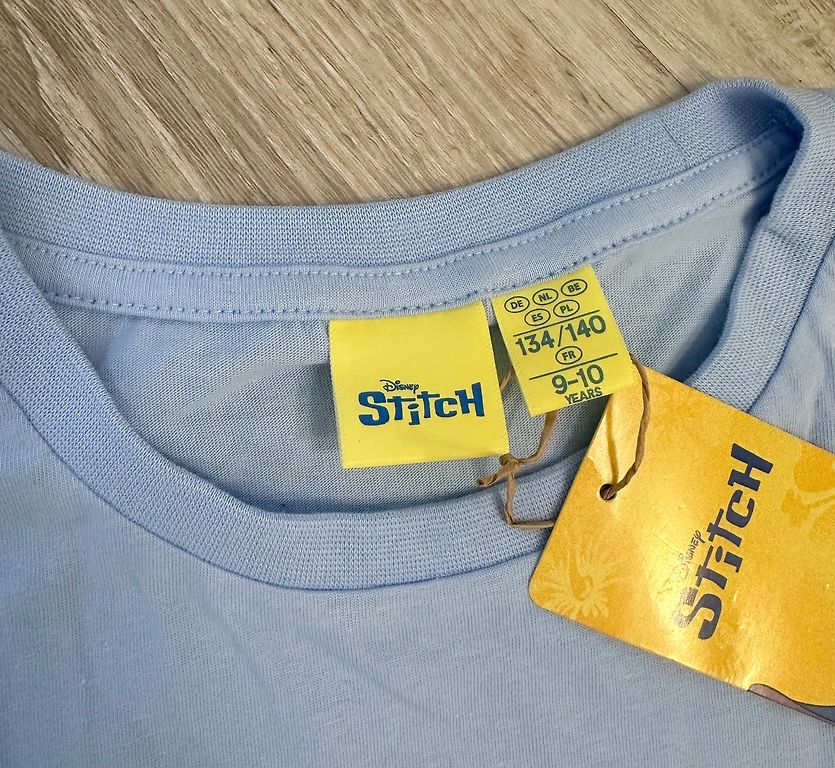 Disney
Stitch
DE NL BE
ES PL
134/140
FR
9-10
YEARS
Disney
Stitch